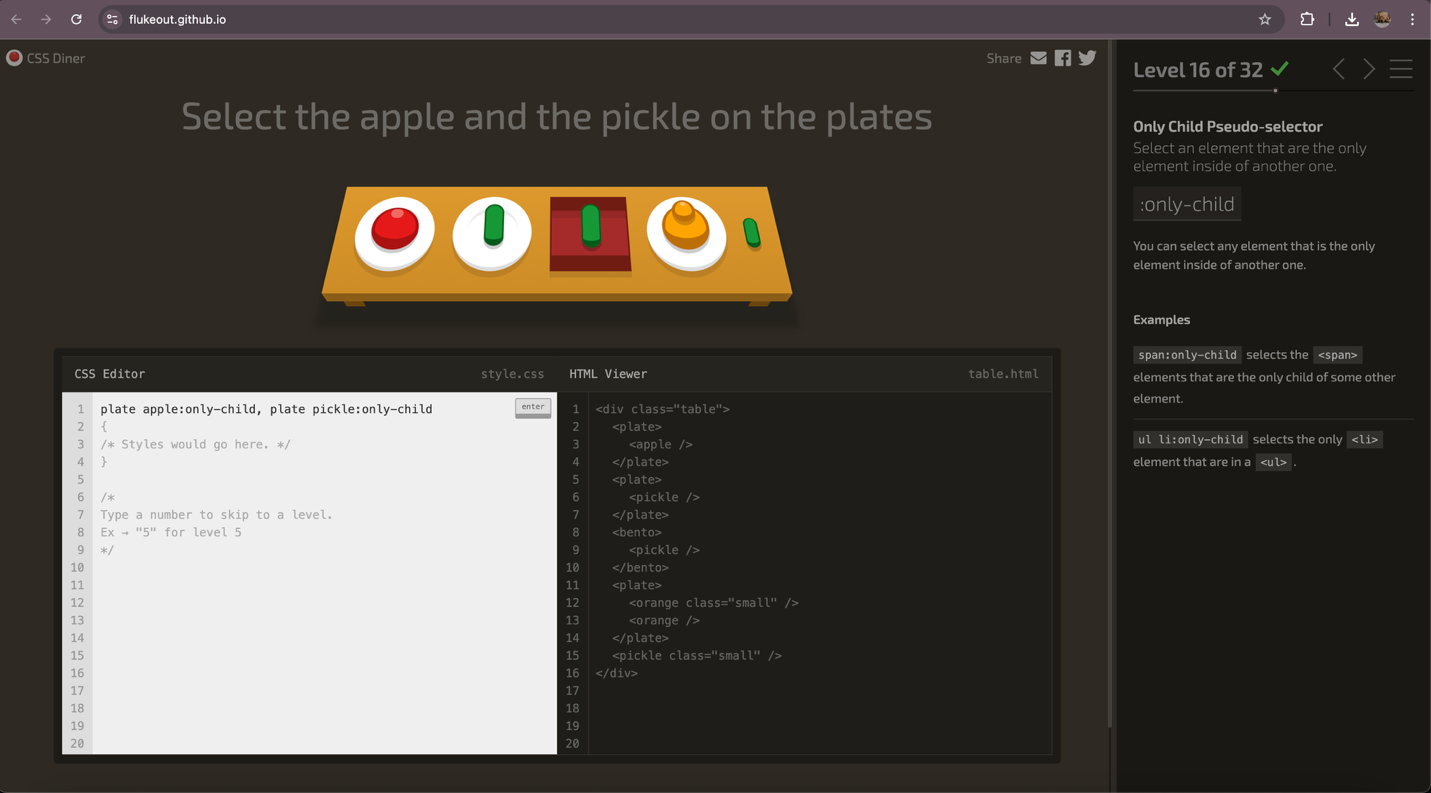 flukeout.github.io
CSS Diner
Share
Select the apple and the pickle on the plates
CSS Editor
style.css
1 plate apple:only-child, plate pickle:only-child
enter
2 {
3 /* Styles would go here. */
4 }
5
6 /*
7 Type a number to skip to a level.
8 Ex → "5" for level 5
9 */
10
11
12
13
14
15
16
17
18
19
20
HTML Viewer
table.html
1 <div class="table">
2 <plate>
3 <apple />
4 </plate>
5 <plate>
6 <pickle />
7 </plate>
8 <bento>
9 <pickle />
10 </bento>
11 <plate>
12 <orange class="small" />
13 <orange />
14 </plate>
15 <pickle class="small" />
16 </div>
17
18
19
20
Level 16 of 32
Only Child Pseudo-selector
Select an element that are the only
element inside of another one.
:only-child
You can select any element that is the only
element inside of another one.
Examples
span:only-child selects the <span>
elements that are the only child of some other
element.
ul li:only-child selects the only <li>
element that are in a <ul> .